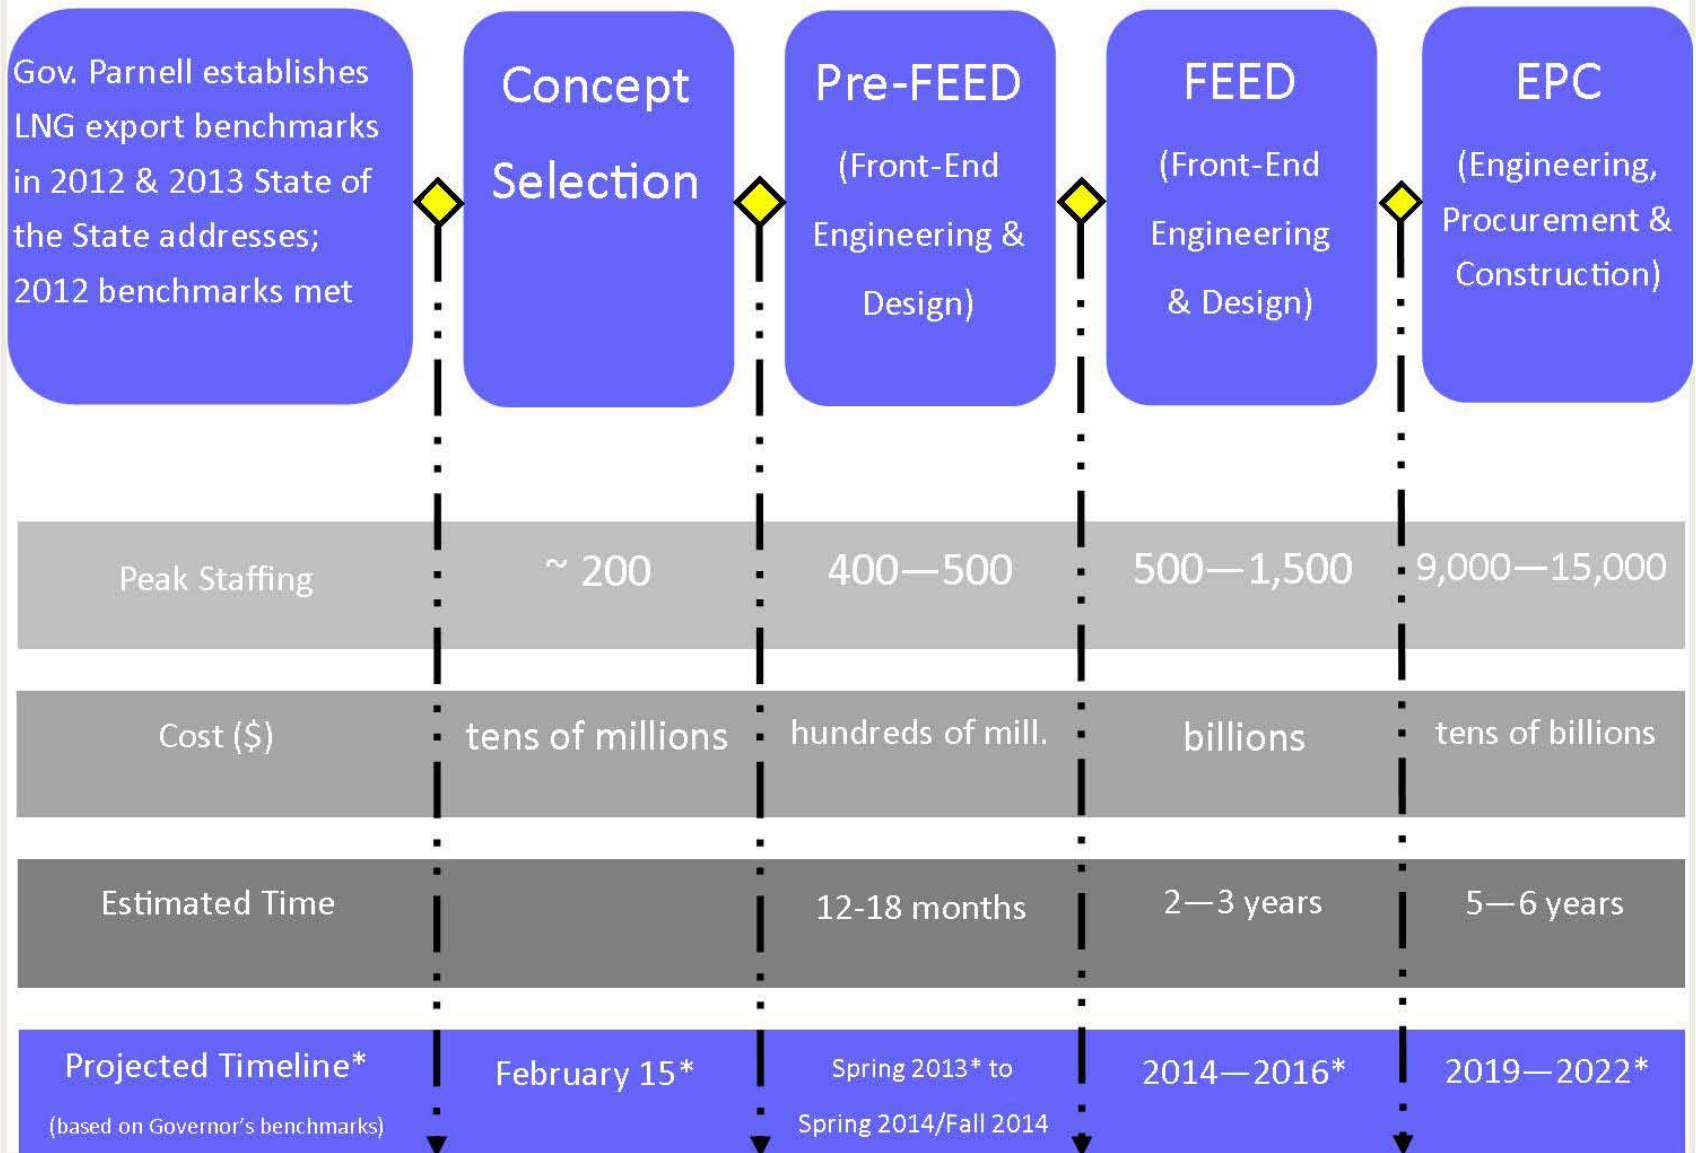 Gov. Parnell establishes
LNG export benchmarks
in 2012 & 2013 State of
the State addresses;
2012 benchmarks met
Concept
Selection
Pre-FEED
(Front-End
Engineering &
Design)
FEED
(Front-End
Engineering
& Design)
EPC
(Engineering,
Procurement &
Construction)
Peak Staffing
~ 200
400—500
500—1,500
9,000—15,000
Cost ($)
tens of millions
hundreds of mill.
billions
tens of billions
Estimated Time
12-18 months
2—3 years
5—6 years
Projected Timeline*
(based on Governor's benchmarks)
February 15*
Spring 2013* to
Spring 2014/Fall 2014
2014—2016*
2019—2022*